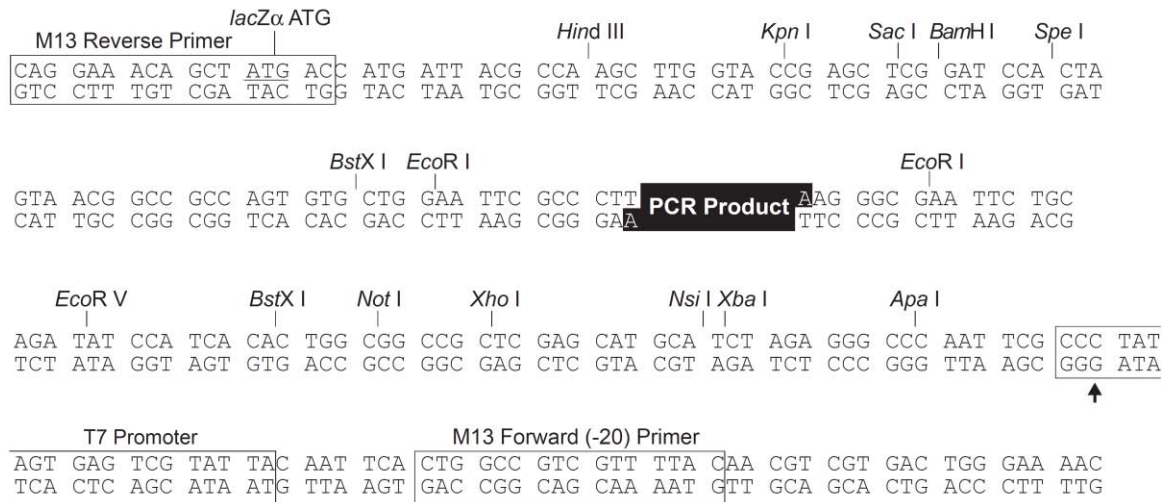 lacZα ATG
M13 Reverse Primer Hind III Kpn I Sac I BamH I Spe I
CAG GAA ACA GCT ATG ACC ATG ATT ACG CCA AGC TTG GTA CCG AGC TCG GAT CCA CTA
GTC CTT TGT CGA TAC TGG TAC TAA TGC GGT TCG AAC CAT GGC TCG AGC CTA GGT GAT
BstX I EcoR I EcoR I
GTA ACG GCC GCC AGT GTG CTG GAA TTC GCC CTT PCR Product AAG GGC GAA TTC TGC
CAT TGC CGG CGG TCA CAC GAC CTT AAG CGG GAA TTC CCG CTT AAG ACG
EcoR V BstX I Not I Xho I Nsi I Xba I Apa I
AGA TAT CCA TCA CAC TGG CGG CCG CTC GAG CAT GCA TCT AGA GGG CCC AAT TCG CCC TAT
TCT ATA GGT AGT GTG ACC GCC GGC GAG CTC GTA CGT AGA TCT CCC GGG TTA AGC GGG ATA
T7 Promoter M13 Forward (-20) Primer
AGT GAG TCG TAT TAC AAT TCA CTG GCC GTC GTT TTA CAA CGT CGT GAC TGG GAA AAC
TCA CTC AGC ATA ATG TTA AGT GAC CGG CAG CAA AAT GTT GCA GCA CTG ACC CTT TTG